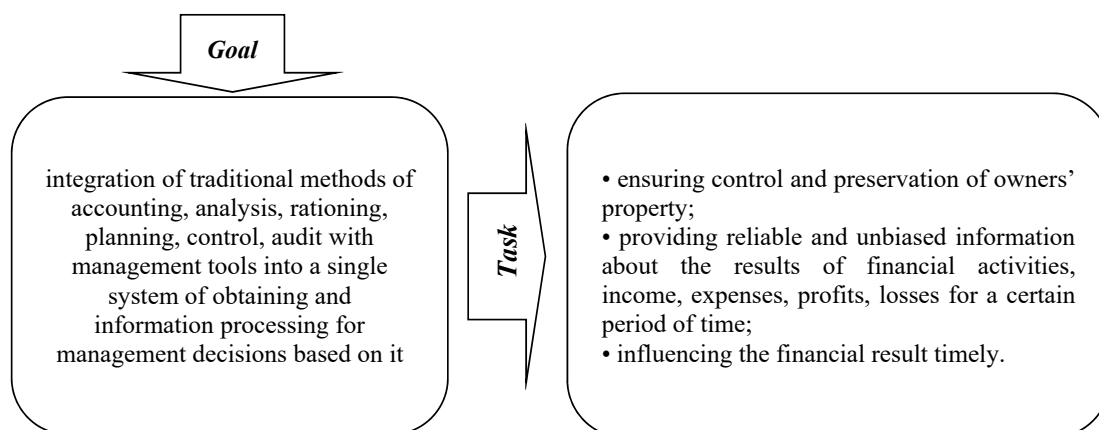 Goal
integration of traditional methods of
accounting, analysis, rationing,
planning, control, audit with
management tools into a single
system of obtaining and
information processing for
management decisions based on it
Task
• ensuring control and preservation of owners’
property;
• providing reliable and unbiased information
about the results of financial activities,
income, expenses, profits, losses for a certain
period of time;
• influencing the financial result timely.